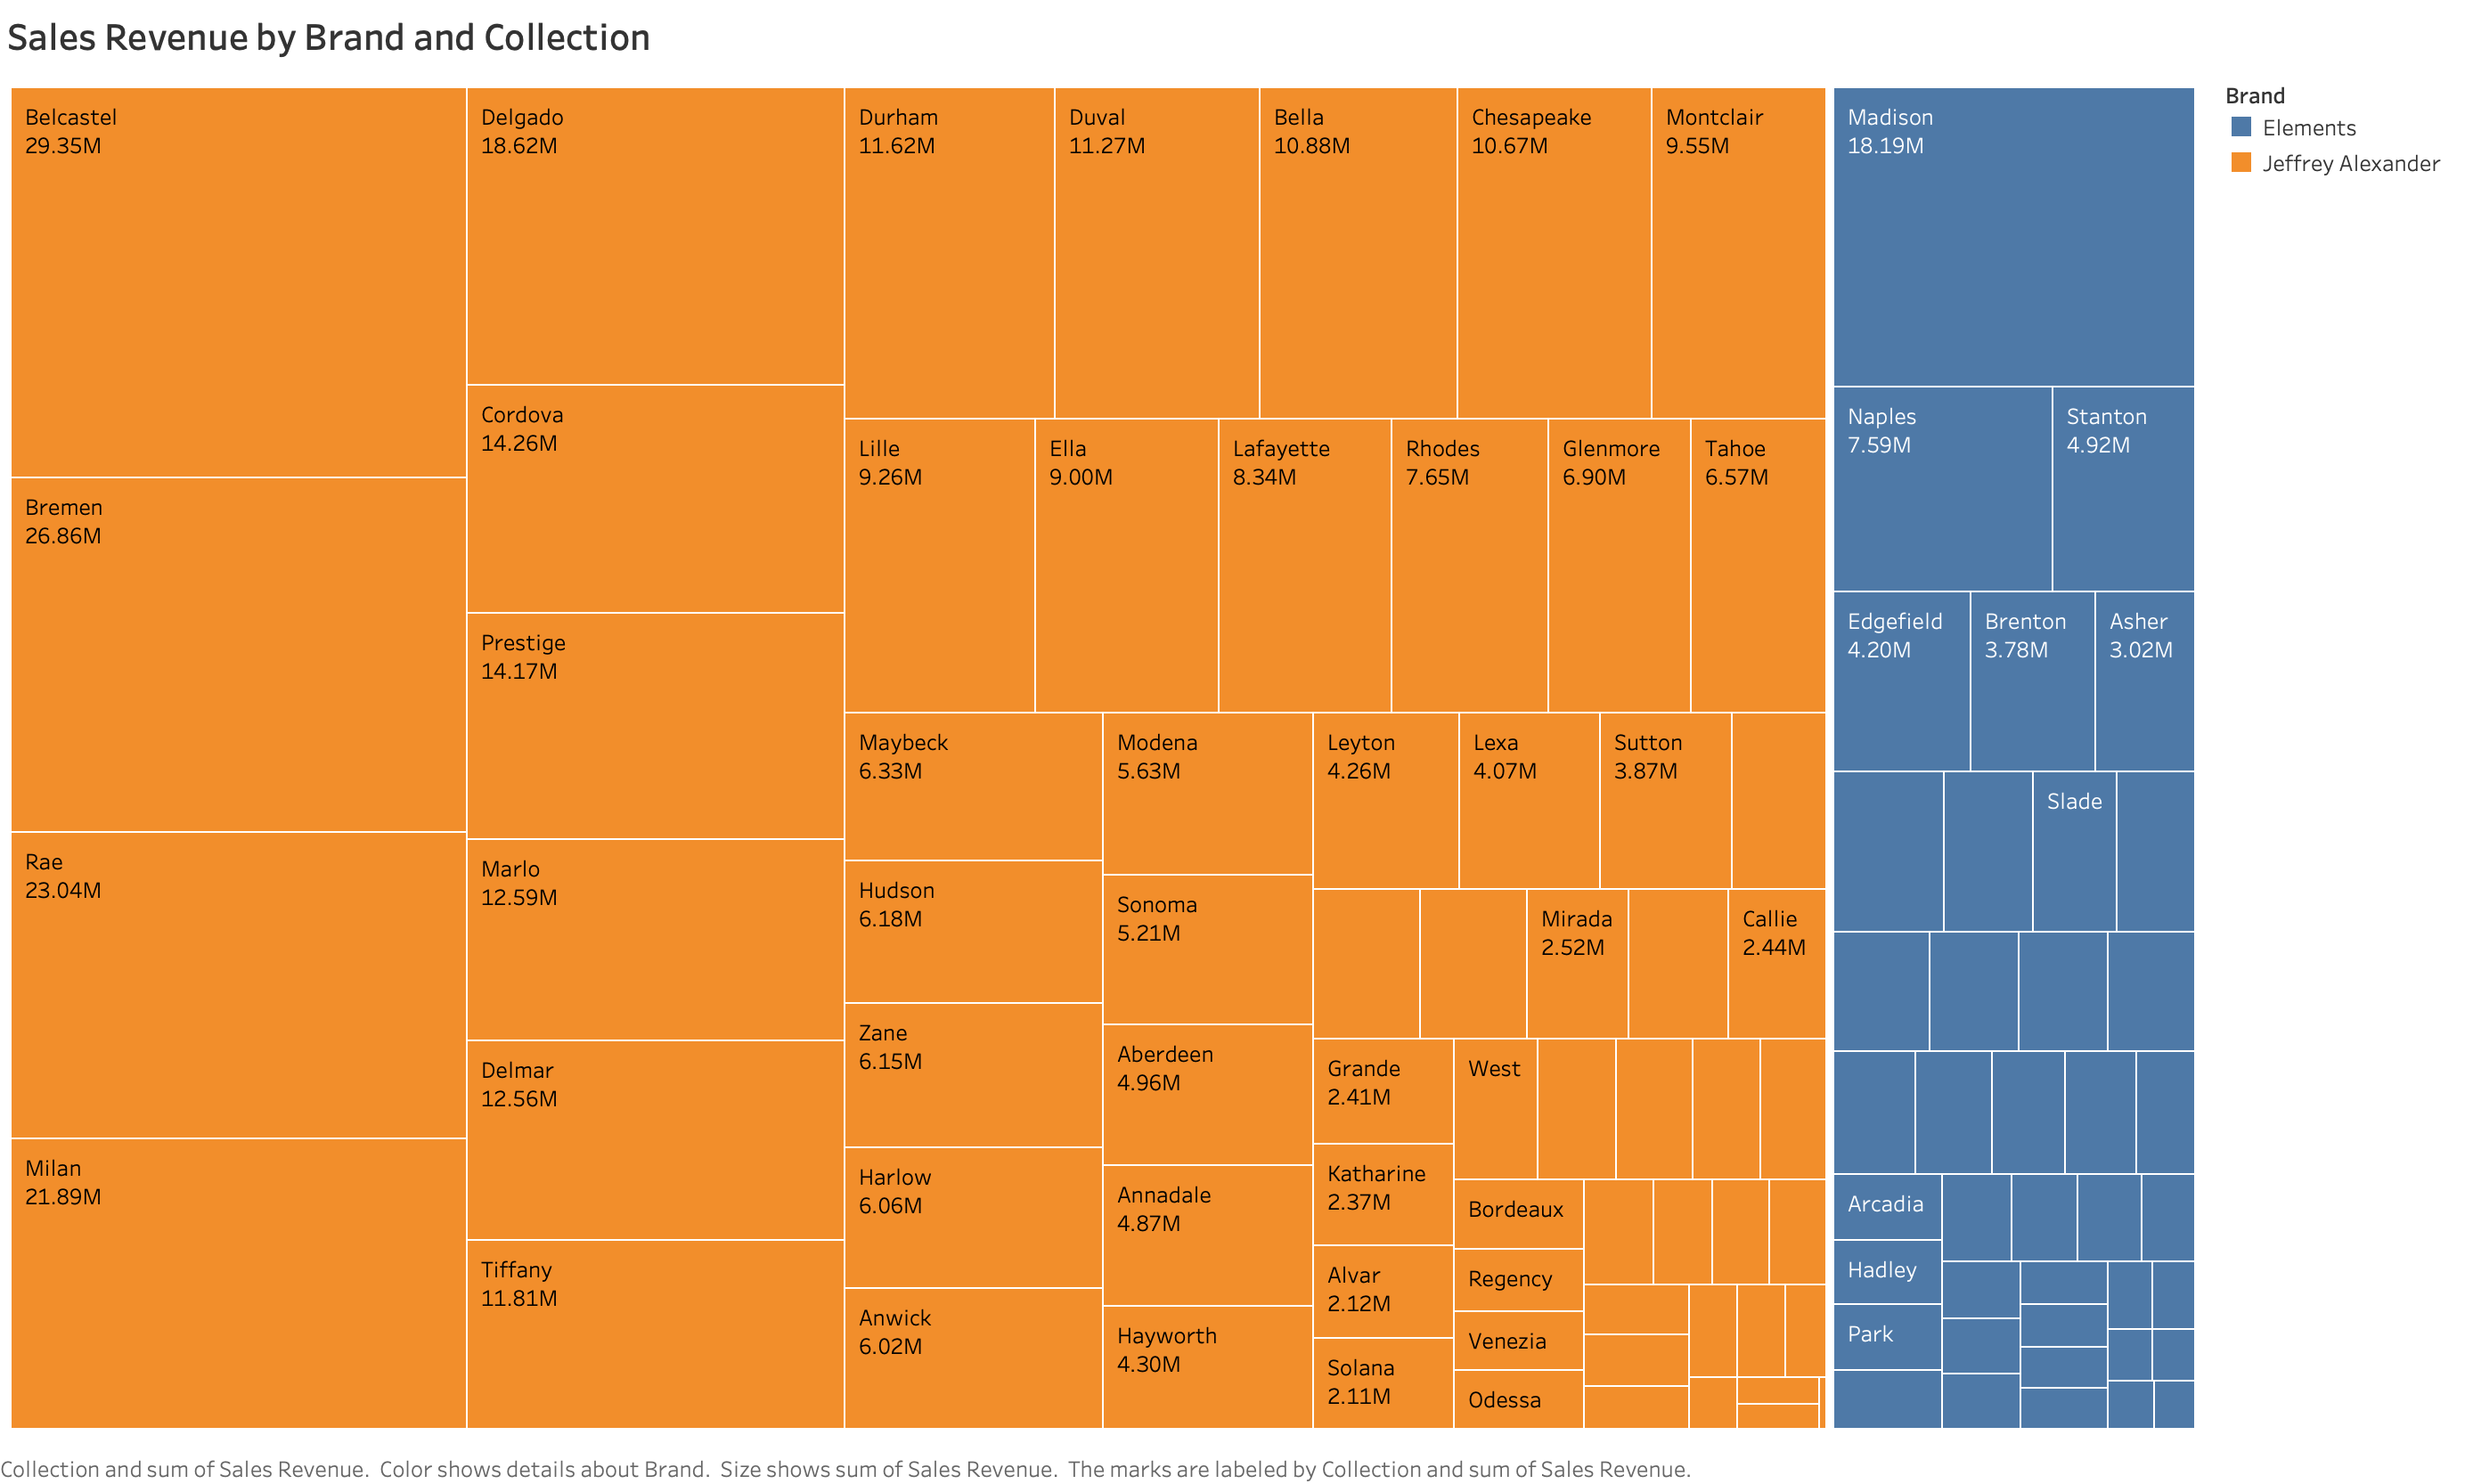 Sales Revenue by Brand and Collection
Belcastel
29.35M
Bremen
26.86M
Rae
23.04M
Milan
21.89M
Delgado
18.62M
Cordova
14.26M
Prestige
14.17M
Marlo
12.59M
Delmar
12.56M
Tiffany
11.81M
Durham
11.62M
Duval
11.27M
Bella
10.88M
Chesapeake
10.67M
Montclair
9.55M
Lille
9.26M
Ella
9.00M
Lafayette
8.34M
Rhodes
7.65M
Glenmore
6.90M
Tahoe
6.57M
Maybeck
6.33M
Hudson
6.18M
Zane
6.15M
Harlow
6.06M
Anwick
6.02M
Modena
5.63M
Sonoma
5.21M
Aberdeen
4.96M
Annadale
4.87M
Hayworth
4.30M
Leyton
4.26M
Lexa
4.07M
Sutton
3.87M
Mirada
2.52M
Callie
2.44M
Grande
2.41M
Katharine
2.37M
Alvar
2.12M
Solana
2.11M
West
Bordeaux
Regency
Venezia
Odessa
Madison
18.19M
Naples
7.59M
Stanton
4.92M
Edgefield
4.20M
Brenton
3.78M
Asher
3.02M
Slade
Arcadia
Hadley
Park
Brand
Elements
Jeffrey Alexander
Collection and sum of Sales Revenue. Color shows details about Brand. Size shows sum of Sales Revenue. The marks are labeled by Collection and sum of Sales Revenue.